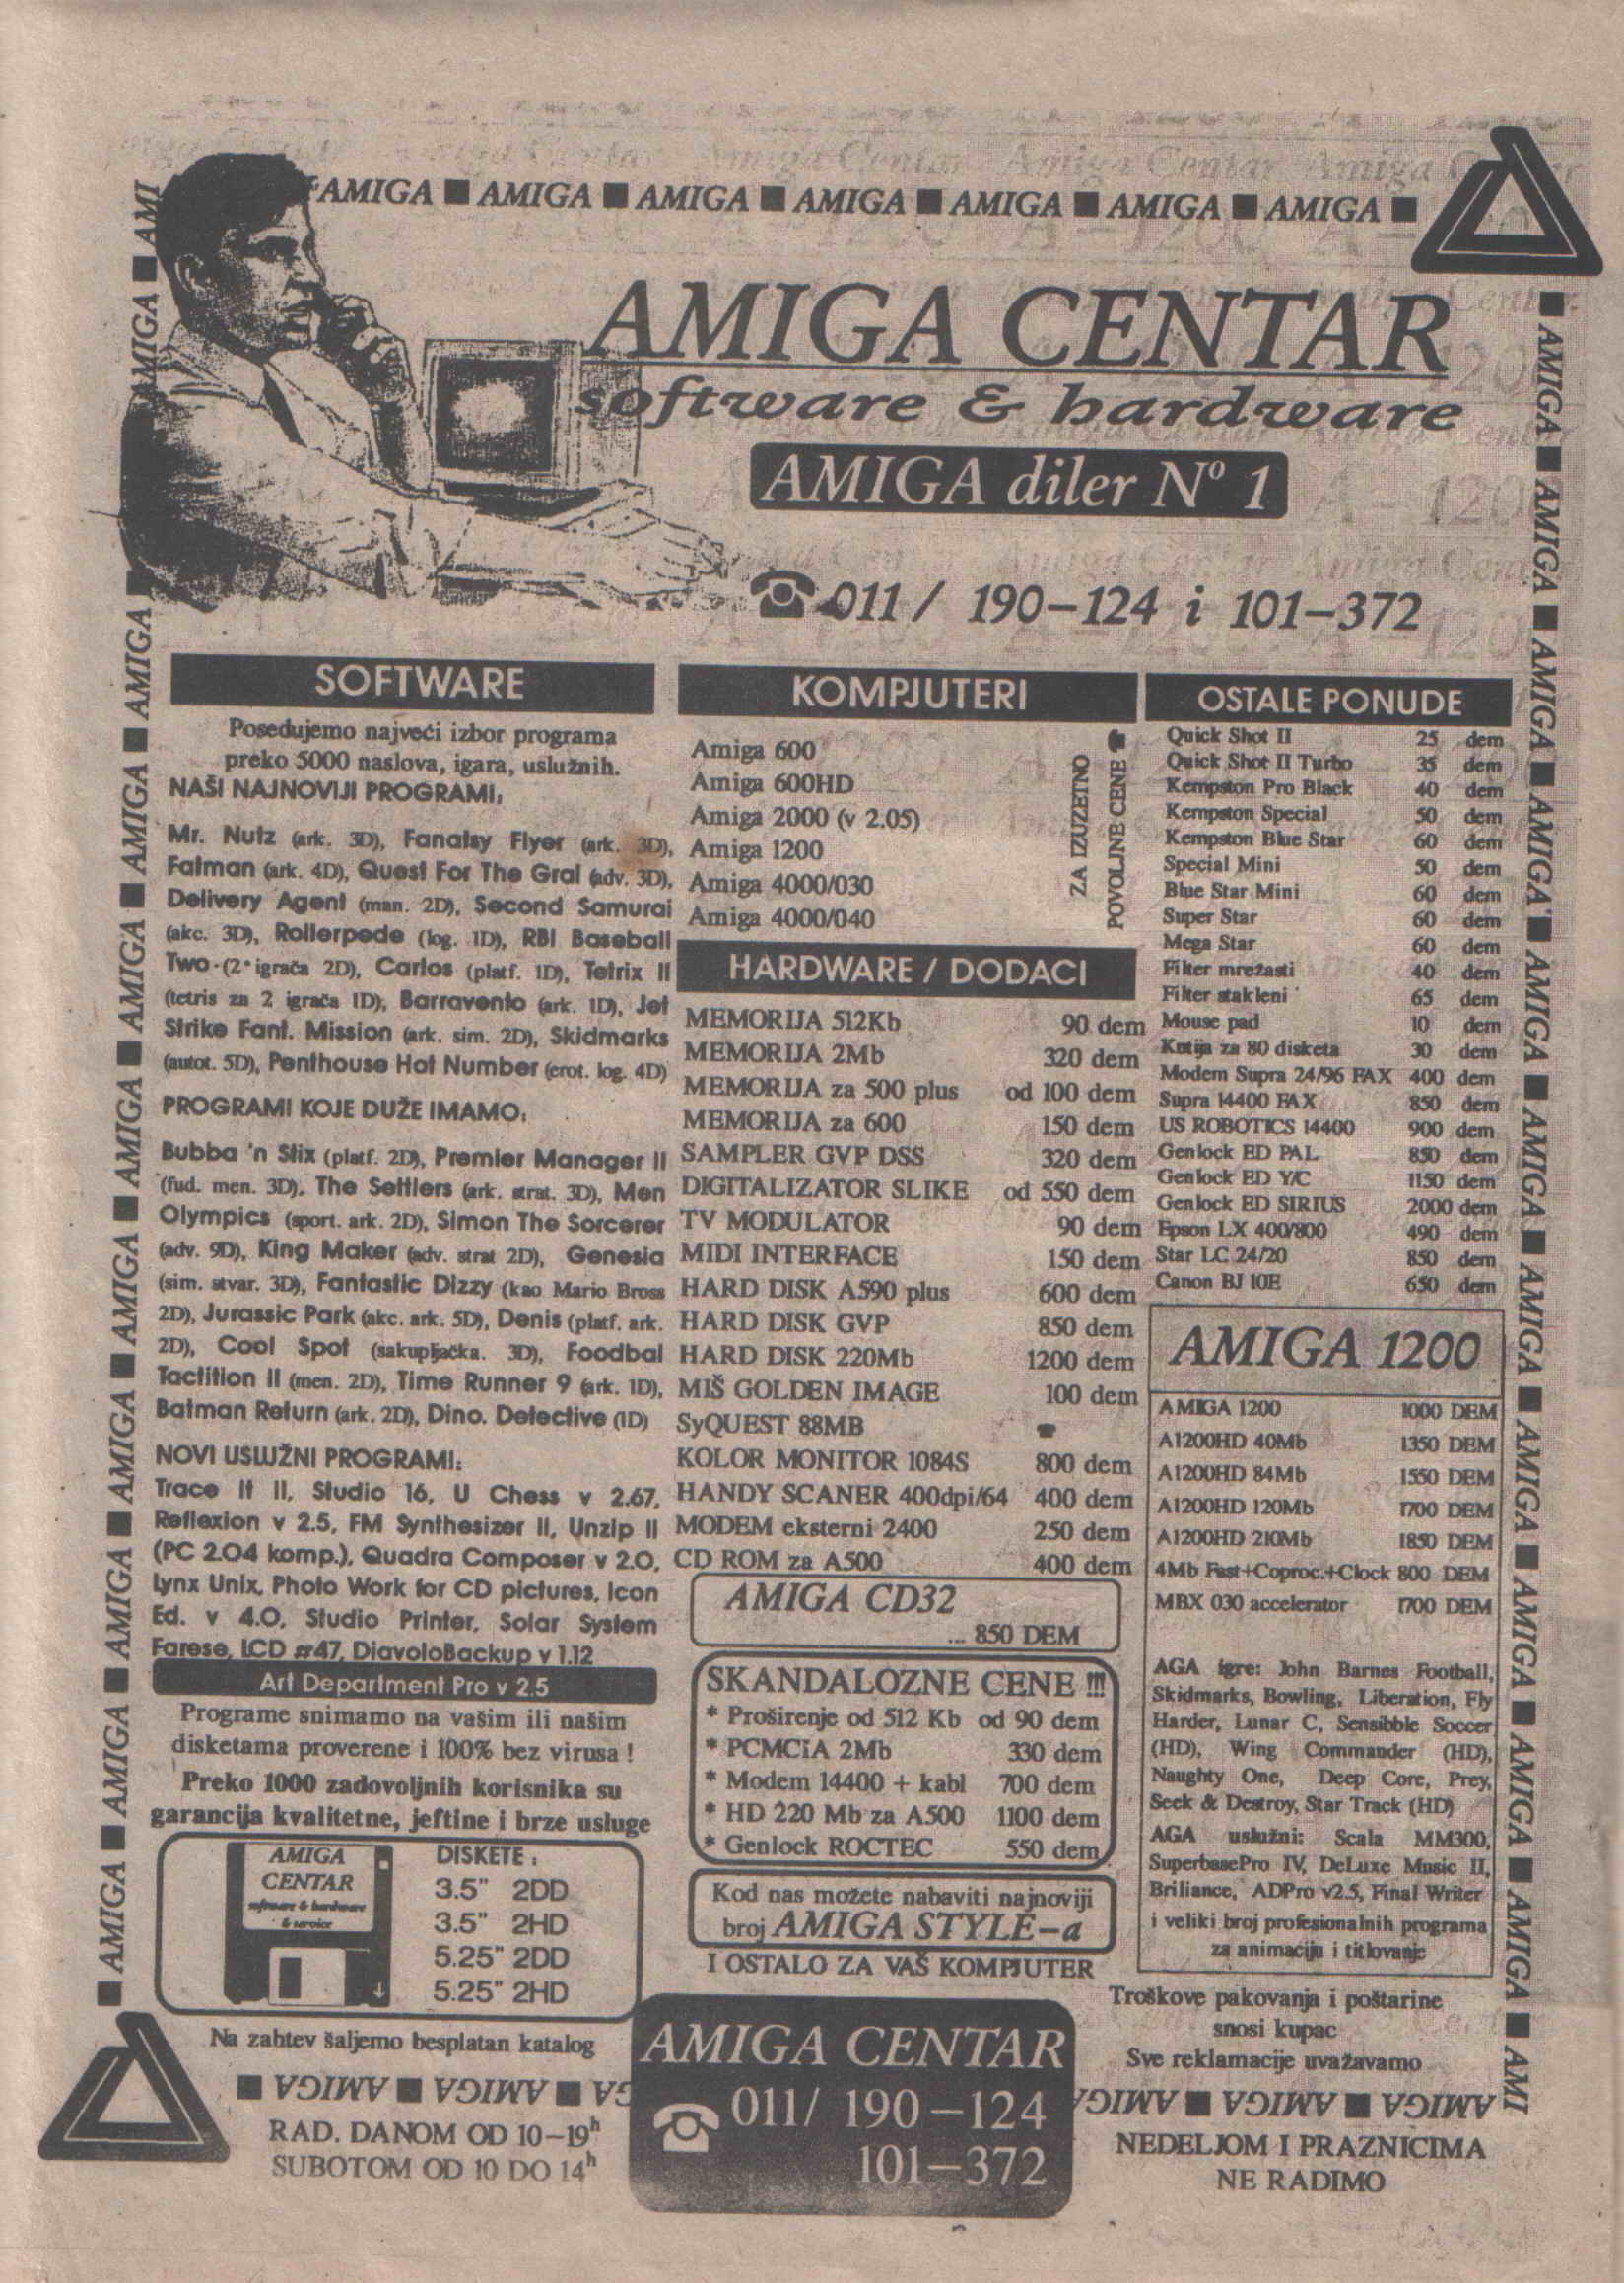 AMIGA ■ AMIGA ■ AMIGA ■ AMIGA ■ AMIGA ■ AMIGA ■ AMIGA ■
AMIGA CENTAR
software & hardware
AMIGA diler Nº 1
☎ 011 / 190-124 i 101-372
SOFTWARE
Posedujemo najveći izbor programa
preko 5000 naslova, igara, uslužnih.
NAŠI NAJNOVIJI PROGRAMI:
Mr. Nutz (ark. 3D), Fanatsy Flyer (ark. 3D),
Fatman (ark. 4D), Quest For The Gral (adv. 3D),
Delivery Agent (man. 2D), Second Samurai
(akc. 3D), Rollerpede (log. 1D), RBI Baseball
Two (2 igrača 2D), Carlos (platf. 1D), Tetrix II
(tetris za 2 igrača 1D), Barravento (ark. 1D), Jet
Strike Fant. Mission (ark. sim. 2D), Skidmarks
(autot. 5D), Penthouse Hot Number (erot. log. 4D)
PROGRAMI KOJE DUŽE IMAMO:
Bubba 'n Stix (platf. 2D), Premier Manager II
(fud. men. 3D), The Settlers (ark. strat. 3D), Men
Olympics (sport. ark. 2D), Simon The Sorcerer
(adv. 9D), King Maker (adv. strat 2D), Genesia
(sim. stvar. 3D), Fantastic Dizzy (kao Mario Bross
2D), Jurassic Park (akc. ark. 5D), Denis (platf. ark.
2D), Cool Spot (sakupljačka. 3D), Foodbal
Tactition II (men. 2D), Time Runner 9 (ark. 1D),
Batman Return (ark. 2D), Dino. Detective (1D)
NOVI USLUŽNI PROGRAMI:
Trace It II, Studio 16, U Chess v 2.67,
Reflexion v 2.5, FM Synthesizer II, Unzip II
(PC 2.04 komp.), Quadra Composer v 2.0,
Lynx Unix, Photo Work for CD pictures, Icon
Ed. v 4.0, Studio Printer, Solar System
Farese, LCD #47, DiavoloBackup v 1.12
Art Department Pro v 2.5
Programe snimamo na vašim ili našim
disketama proverene i 100% bez virusa !
Preko 1000 zadovoljnih korisnika su
garancija kvalitetne, jeftine i brze usluge
AMIGA
CENTAR
software & hardware
& servoir
DISKETE :
3.5" 2DD
3.5" 2HD
5.25" 2DD
5.25" 2HD
Na zahtev šaljemo besplatan katalog
KOMPJUTERI
Amiga 600
Amiga 600HD
Amiga 2000 (v 2.05)
Amiga 1200
Amiga 4000/030
Amiga 4000/040
ZA IZUZETNO
POVOLJNE CENE ☎
HARDWARE / DODACI
MEMORIJA 512Kb 90 dem
MEMORIJA 2Mb 320 dem
MEMORIJA za 500 plus od 100 dem
MEMORIJA za 600 150 dem
SAMPLER GVP DSS 320 dem
DIGITALIZATOR SLIKE od 550 dem
TV MODULATOR 90 dem
MIDI INTERFACE 150 dem
HARD DISK A590 plus 600 dem
HARD DISK GVP 850 dem
HARD DISK 220Mb 1200 dem
MIŠ GOLDEN IMAGE 100 dem
SyQUEST 88MB ☎
KOLOR MONITOR 1084S 800 dem
HANDY SCANER 400dpi/64 400 dem
MODEM eksterni 2400 250 dem
CD ROM za A500 400 dem
AMIGA CD32
... 850 DEM
SKANDALOZNE CENE !!!
* Proširenje od 512 Kb od 90 dem
* PCMCiA 2Mb 330 dem
* Modem 14400 + kabl 700 dem
* HD 220 Mb za A500 1100 dem
* Genlock ROCTEC 550 dem
Kod nas možete nabaviti najnoviji
broj AMIGA STYLE-a
I OSTALO ZA VAŠ KOMPJUTER
OSTALE PONUDE
Quick Shot II 25 dem
Quick Shot II Turbo 35 dem
Kempston Pro Black 40 dem
Kempston Special 50 dem
Kempston Blue Star 60 dem
Special Mini 50 dem
Blue Star Mini 60 dem
Super Star 60 dem
Mega Star 60 dem
Filter mrežasti 40 dem
Filter stakleni 65 dem
Mouse pad 10 dem
Kutija za 80 disketa 30 dem
Modem Supra 24/96 FAX 400 dem
Supra 14400 FAX 850 dem
US ROBOTICS 14400 900 dem
Genlock ED PAL 850 dem
Genlock ED Y/C 1150 dem
Genlock ED SIRIUS 2000 dem
Epson LX 400/800 490 dem
Star LC 24/20 850 dem
Canon BJ 10E 650 dem
AMIGA 1200
AMIGA 1200 1000 DEM
A1200HD 40Mb 1350 DEM
A1200HD 84Mb 1550 DEM
A1200HD 120Mb 1700 DEM
A1200HD 210Mb 1850 DEM
4Mb Fast+Coproc.+Clock 800 DEM
MBX 030 accelerator 1700 DEM
AGA igre: John Barnes Football,
Skidmarks, Bowling, Liberation, Fly
Harder, Lunar C, Sensibble Soccer
(HD), Wing Commander (HD),
Naughty One, Deep Core, Prey,
Seek & Destroy, Star Track (HD)
AGA uslužni: Scala MM300,
SuperbasePro IV, DeLuxe Music II,
Briliance, ADPro v2.5, Final Writer
i veliki broj profesionalnih programa
za animaciju i titlovanje
Troškove pakovanja i poštarine
snosi kupac
Sve reklamacije uvažavamo
AMIGA CENTAR
☎ 011/ 190-124
101-372
RAD. DANOM OD 10-19h
SUBOTOM OD 10 DO 14h
NEDELJOM I PRAZNICIMA
NE RADIMO